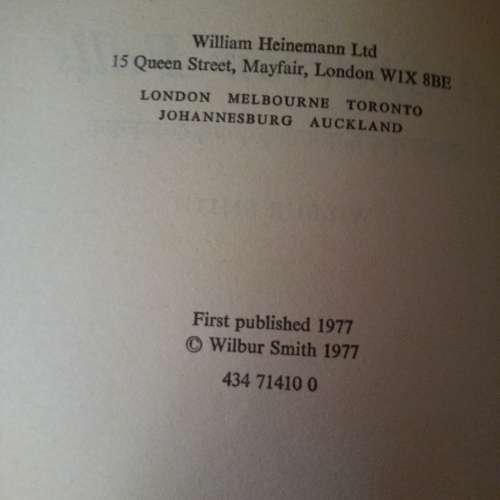 William Heinemann Ltd
15 Queen Street, Mayfair, London W1X 8BE
LONDON MELBOURNE TORONTO
JOHANNESBURG AUCKLAND
First published 1977
© Wilbur Smith 1977
434 71410 0